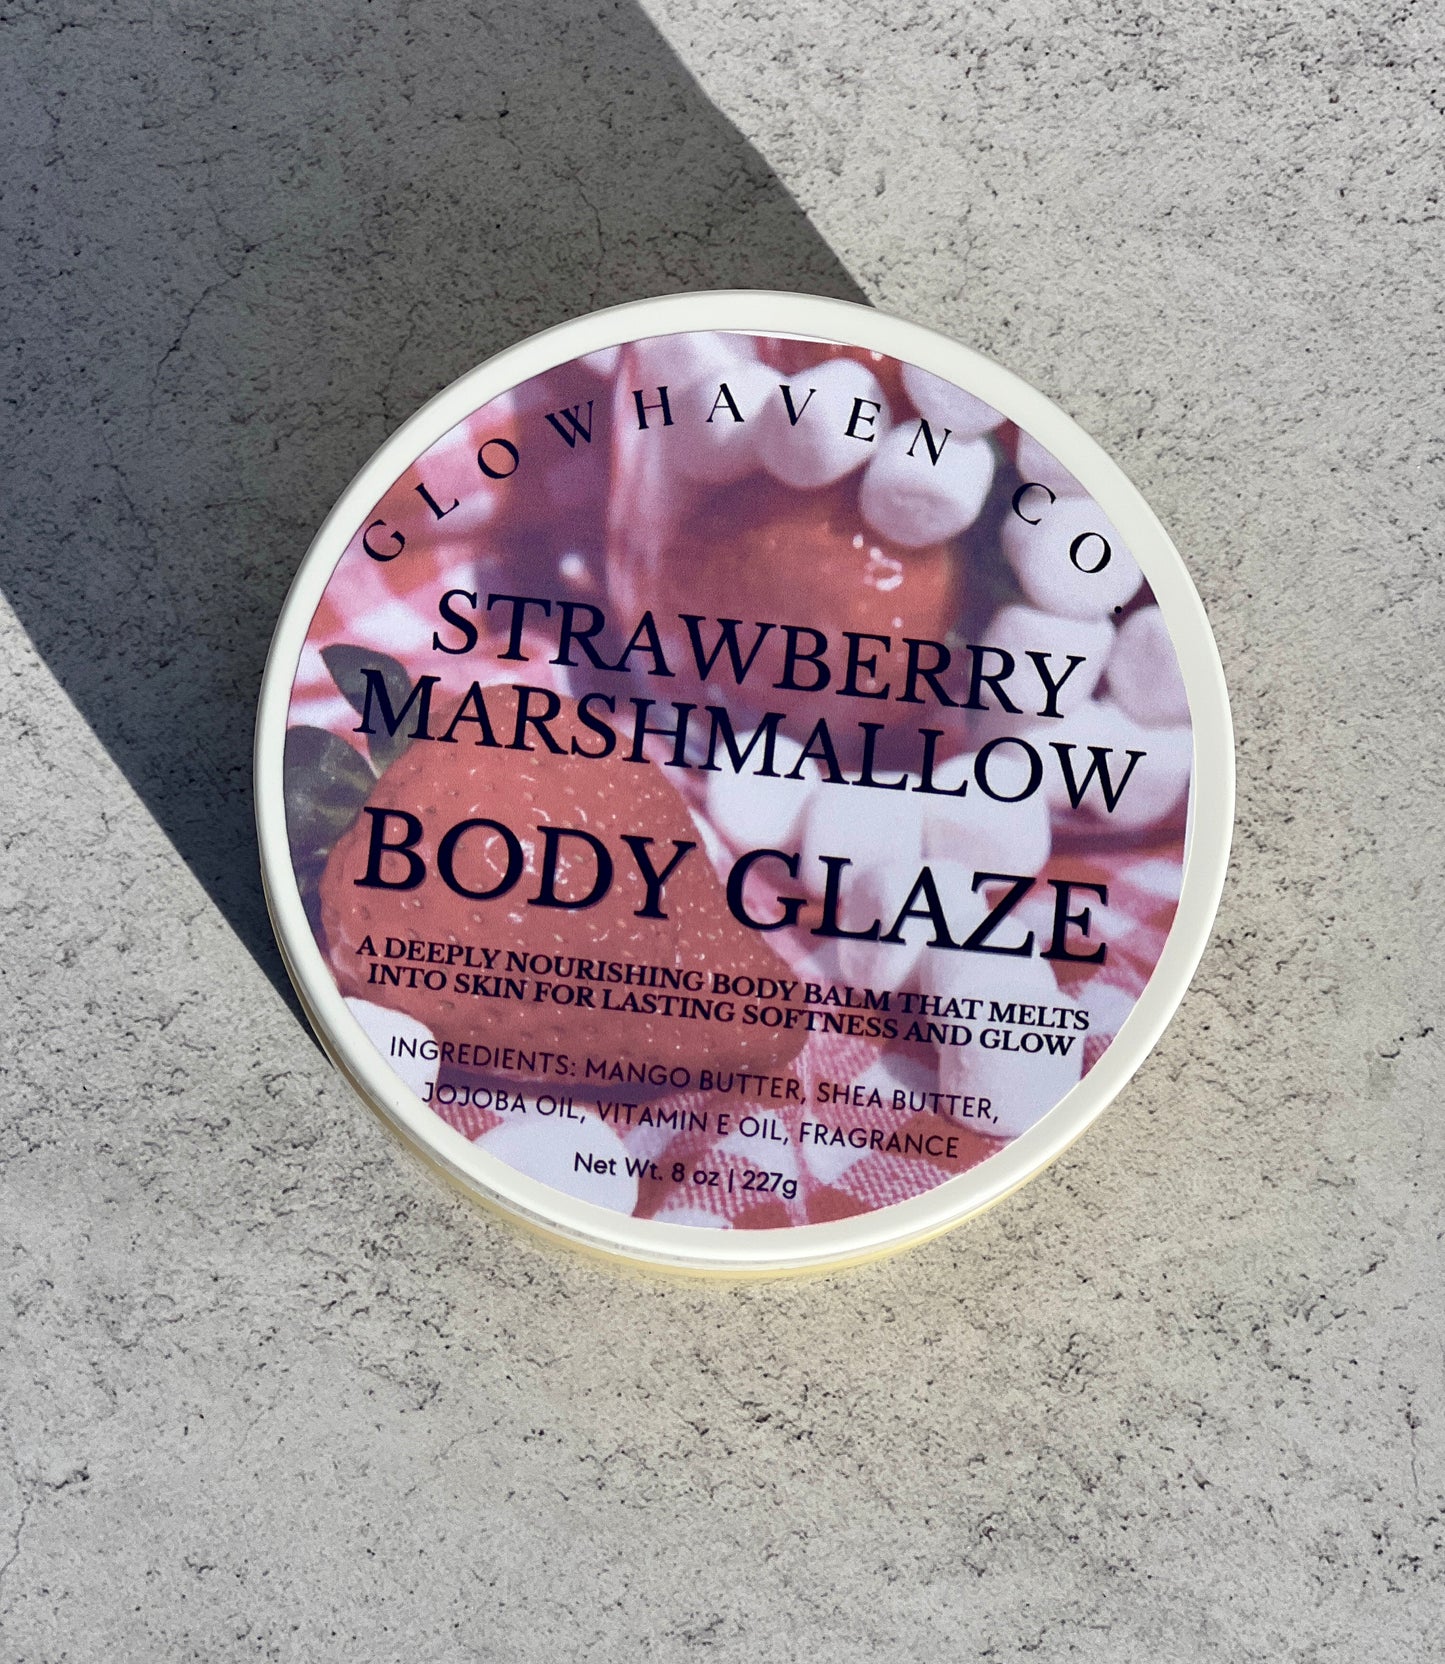 GLOWHAVEN CO.
STRAWBERRY
MARSHMALLOW
BODY GLAZE
A DEEPLY NOURISHING BODY BALM THAT MELTS
INTO SKIN FOR LASTING SOFTNESS AND GLOW
INGREDIENTS: MANGO BUTTER, SHEA BUTTER,
JOJOBA OIL, VITAMIN E OIL, FRAGRANCE
Net Wt. 8 oz | 227g